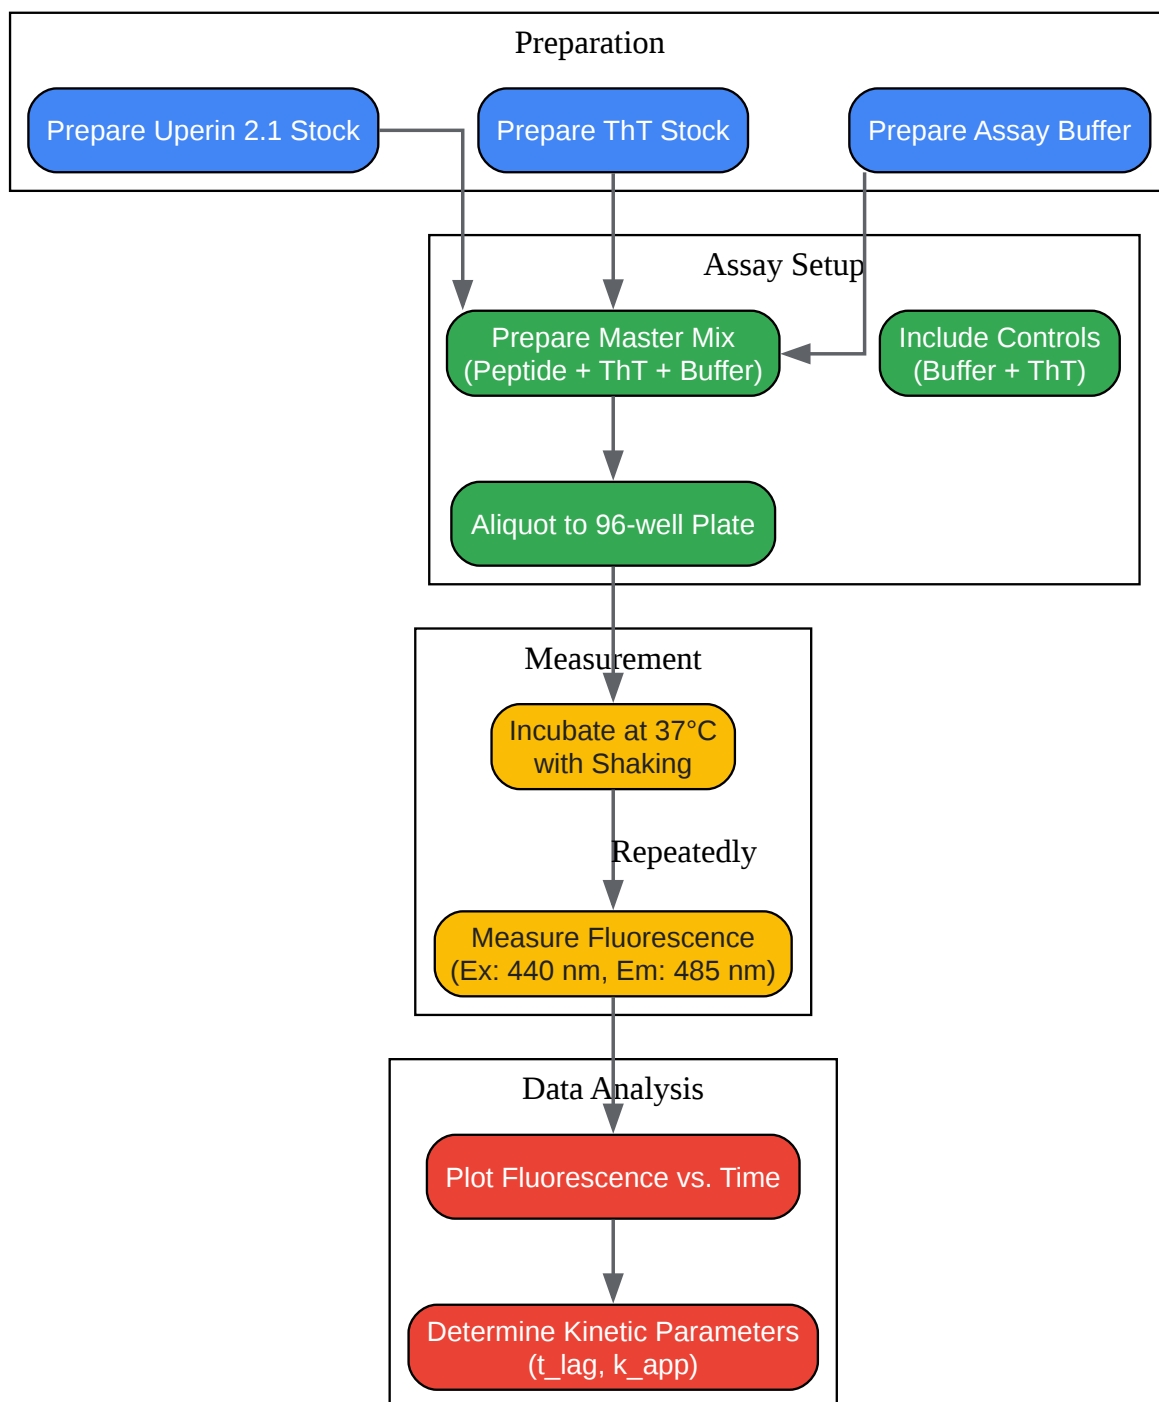 Preparation
Prepare Uperin 2.1 Stock
Prepare ThT Stock
Prepare Assay Buffer
Assay Setup
Prepare Master Mix
(Peptide + ThT + Buffer)
Include Controls
(Buffer + ThT)
Aliquot to 96-well Plate
Measurement
Incubate at 37°C
with Shaking
Repeatedly
Measure Fluorescence
(Ex: 440 nm, Em: 485 nm)
Data Analysis
Plot Fluorescence vs. Time
Determine Kinetic Parameters
(t_lag, k_app)